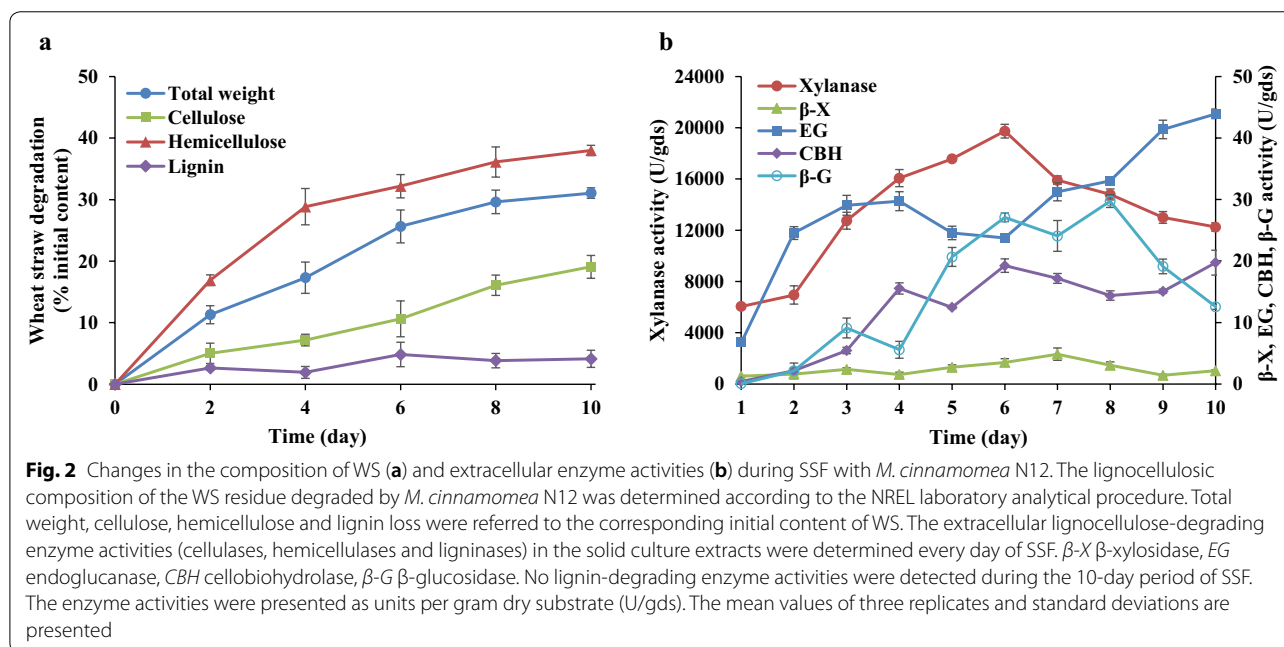 a
Wheat straw degradation
(% initial content)
50
40
30
20
10
0
Total weight
Cellulose
Hemicellulose
Lignin
0 2 4 6 8 10
Time (day)
b
Xylanase activity (U/gds)
24000
20000
16000
12000
8000
4000
0
Xylanase
β-X
EG
CBH
β-G
50
40
30
20
10
0
β-X, EG, CBH, β-G activity (U/gds)
1 2 3 4 5 6 7 8 9 10
Time (day)
Fig. 2 Changes in the composition of WS (a) and extracellular enzyme activities (b) during SSF with M. cinnamomea N12. The lignocellulosic
composition of the WS residue degraded by M. cinnamomea N12 was determined according to the NREL laboratory analytical procedure. Total
weight, cellulose, hemicellulose and lignin loss were referred to the corresponding initial content of WS. The extracellular lignocellulose-degrading
enzyme activities (cellulases, hemicellulases and ligninases) in the solid culture extracts were determined every day of SSF. β-X β-xylosidase, EG
endoglucanase, CBH cellobiohydrolase, β-G β-glucosidase. No lignin-degrading enzyme activities were detected during the 10-day period of SSF.
The enzyme activities were presented as units per gram dry substrate (U/gds). The mean values of three replicates and standard deviations are
presented